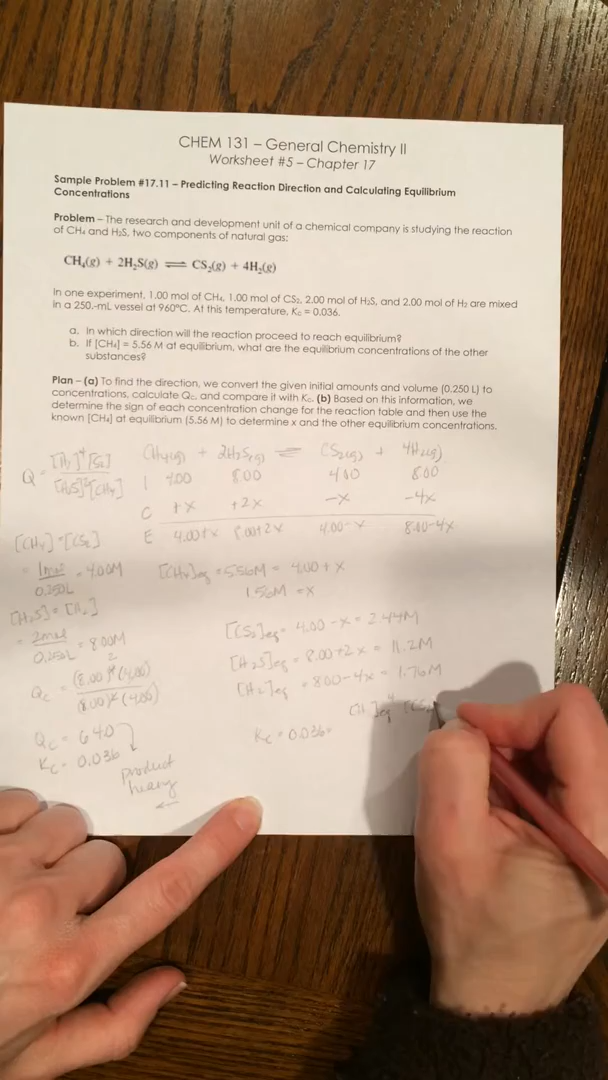 CHEM 131 – General Chemistry II
Worksheet #5 – Chapter 17
Sample Problem #17.11 – Predicting Reaction Direction and Calculating Equilibrium
Concentrations
Problem – The research and development unit of a chemical company is studying the reaction
of CH₄ and H₂S, two components of natural gas:
CH₄(g) + 2H₂S(g) ⇌ CS₂(g) + 4H₂(g)
In one experiment, 1.00 mol of CH₄, 1.00 mol of CS₂, 2.00 mol of H₂S, and 2.00 mol of H₂ are mixed
in a 250.-mL vessel at 960°C. At this temperature, Kc = 0.036.
a. In which direction will the reaction proceed to reach equilibrium?
b. If [CH₄] = 5.56 M at equilibrium, what are the equilibrium concentrations of the other
substances?
Plan – (a) To find the direction, we convert the given initial amounts and volume (0.250 L) to
concentrations, calculate Qc, and compare it with Kc. (b) Based on this information, we
determine the sign of each concentration change for the reaction table and then use the
known [CH₄] at equilibrium (5.56 M) to determine x and the other equilibrium concentrations.
CH₄(g) + 2H₂S(g) ⇌ CS₂(g) + 4H₂(g)
Q = [H₂]⁴[CS₂]
[H₂S]²[CH₄]
I 4.00 8.00 4.00 8.00
C +x +2x -x -4x
E 4.00+x 8.00+2x 4.00-x 8.00-4x
[CH₄]=[CS₂]
= 1mol = 4.00M
0.250L
[CH₄]eq = 5.56M = 4.00 + x
1.56M = x
[H₂S] = [H₂]
= 2mol = 8.00M
0.250L
[CS₂]eq = 4.00 - x = 2.44M
[H₂S]eq = 8.00+2x = 11.2M
[H₂]eq = 8.00-4x = 1.76M
Qc = (8.00)⁴(4.00)
(8.00)²(4.00)
Qc = 64.0
Kc = 0.036
product
heavy
←
Kc = 0.036=
[H₂]eq⁴ [CS₂